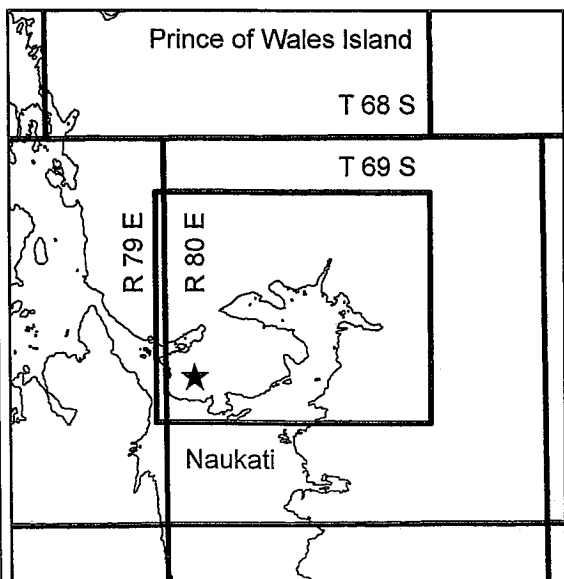 Prince of Wales Island
T 68 S
T 69 S
R 79 E
R 80 E
Naukati